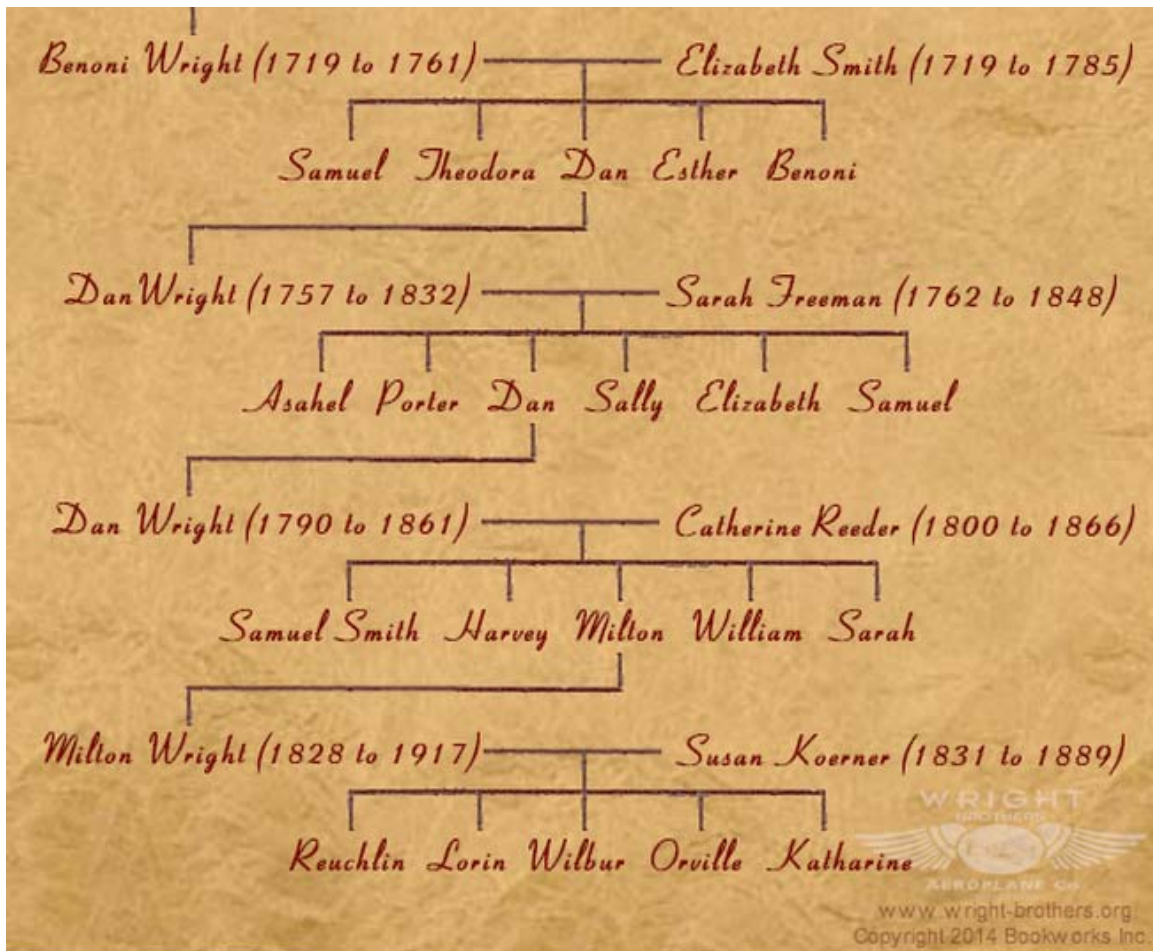 Benoni Wright (1719 to 1761) Elizabeth Smith (1719 to 1785)
Samuel Theodora Dan Esther Benoni
Dan Wright (1757 to 1832) Sarah Freeman (1762 to 1848)
Asahel Porter Dan Sally Elizabeth Samuel
Dan Wright (1790 to 1861) Catherine Reeder (1800 to 1866)
Samuel Smith Harvey Milton William Sarah
Milton Wright (1828 to 1917) Susan Koerner (1831 to 1889)
Reuchlin Lorin Wilbur Orville Katharine
WRIGHT
BROTHERS
AEROPLANE Co
www.wright-brothers.org
Copyright 2014 Bookworks Inc